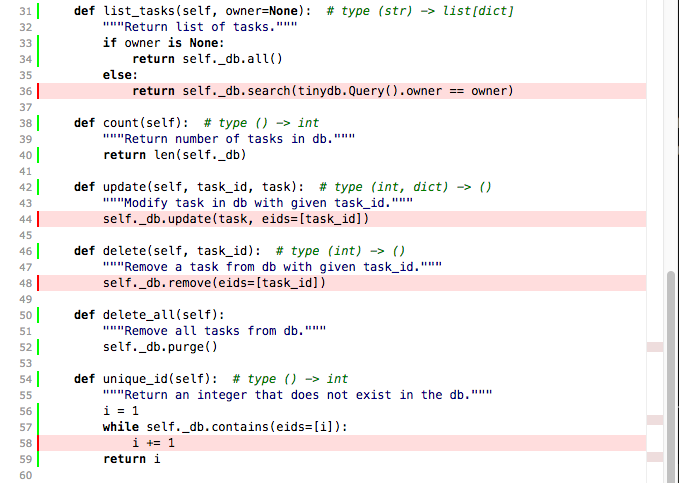 31 def list_tasks(self, owner=None):  # type (str) -> list[dict]
32 """Return list of tasks."""
33 if owner is None:
34 return self._db.all()
35 else:
36 return self._db.search(tinydb.Query().owner == owner)
37
38 def count(self):  # type () -> int
39 """Return number of tasks in db."""
40 return len(self._db)
41
42 def update(self, task_id, task):  # type (int, dict) -> ()
43 """Modify task in db with given task_id."""
44 self._db.update(task, eids=[task_id])
45
46 def delete(self, task_id):  # type (int) -> ()
47 """Remove a task from db with given task_id."""
48 self._db.remove(eids=[task_id])
49
50 def delete_all(self):
51 """Remove all tasks from db."""
52 self._db.purge()
53
54 def unique_id(self):  # type () -> int
55 """Return an integer that does not exist in the db."""
56 i = 1
57 while self._db.contains(eids=[i]):
58 i += 1
59 return i
60